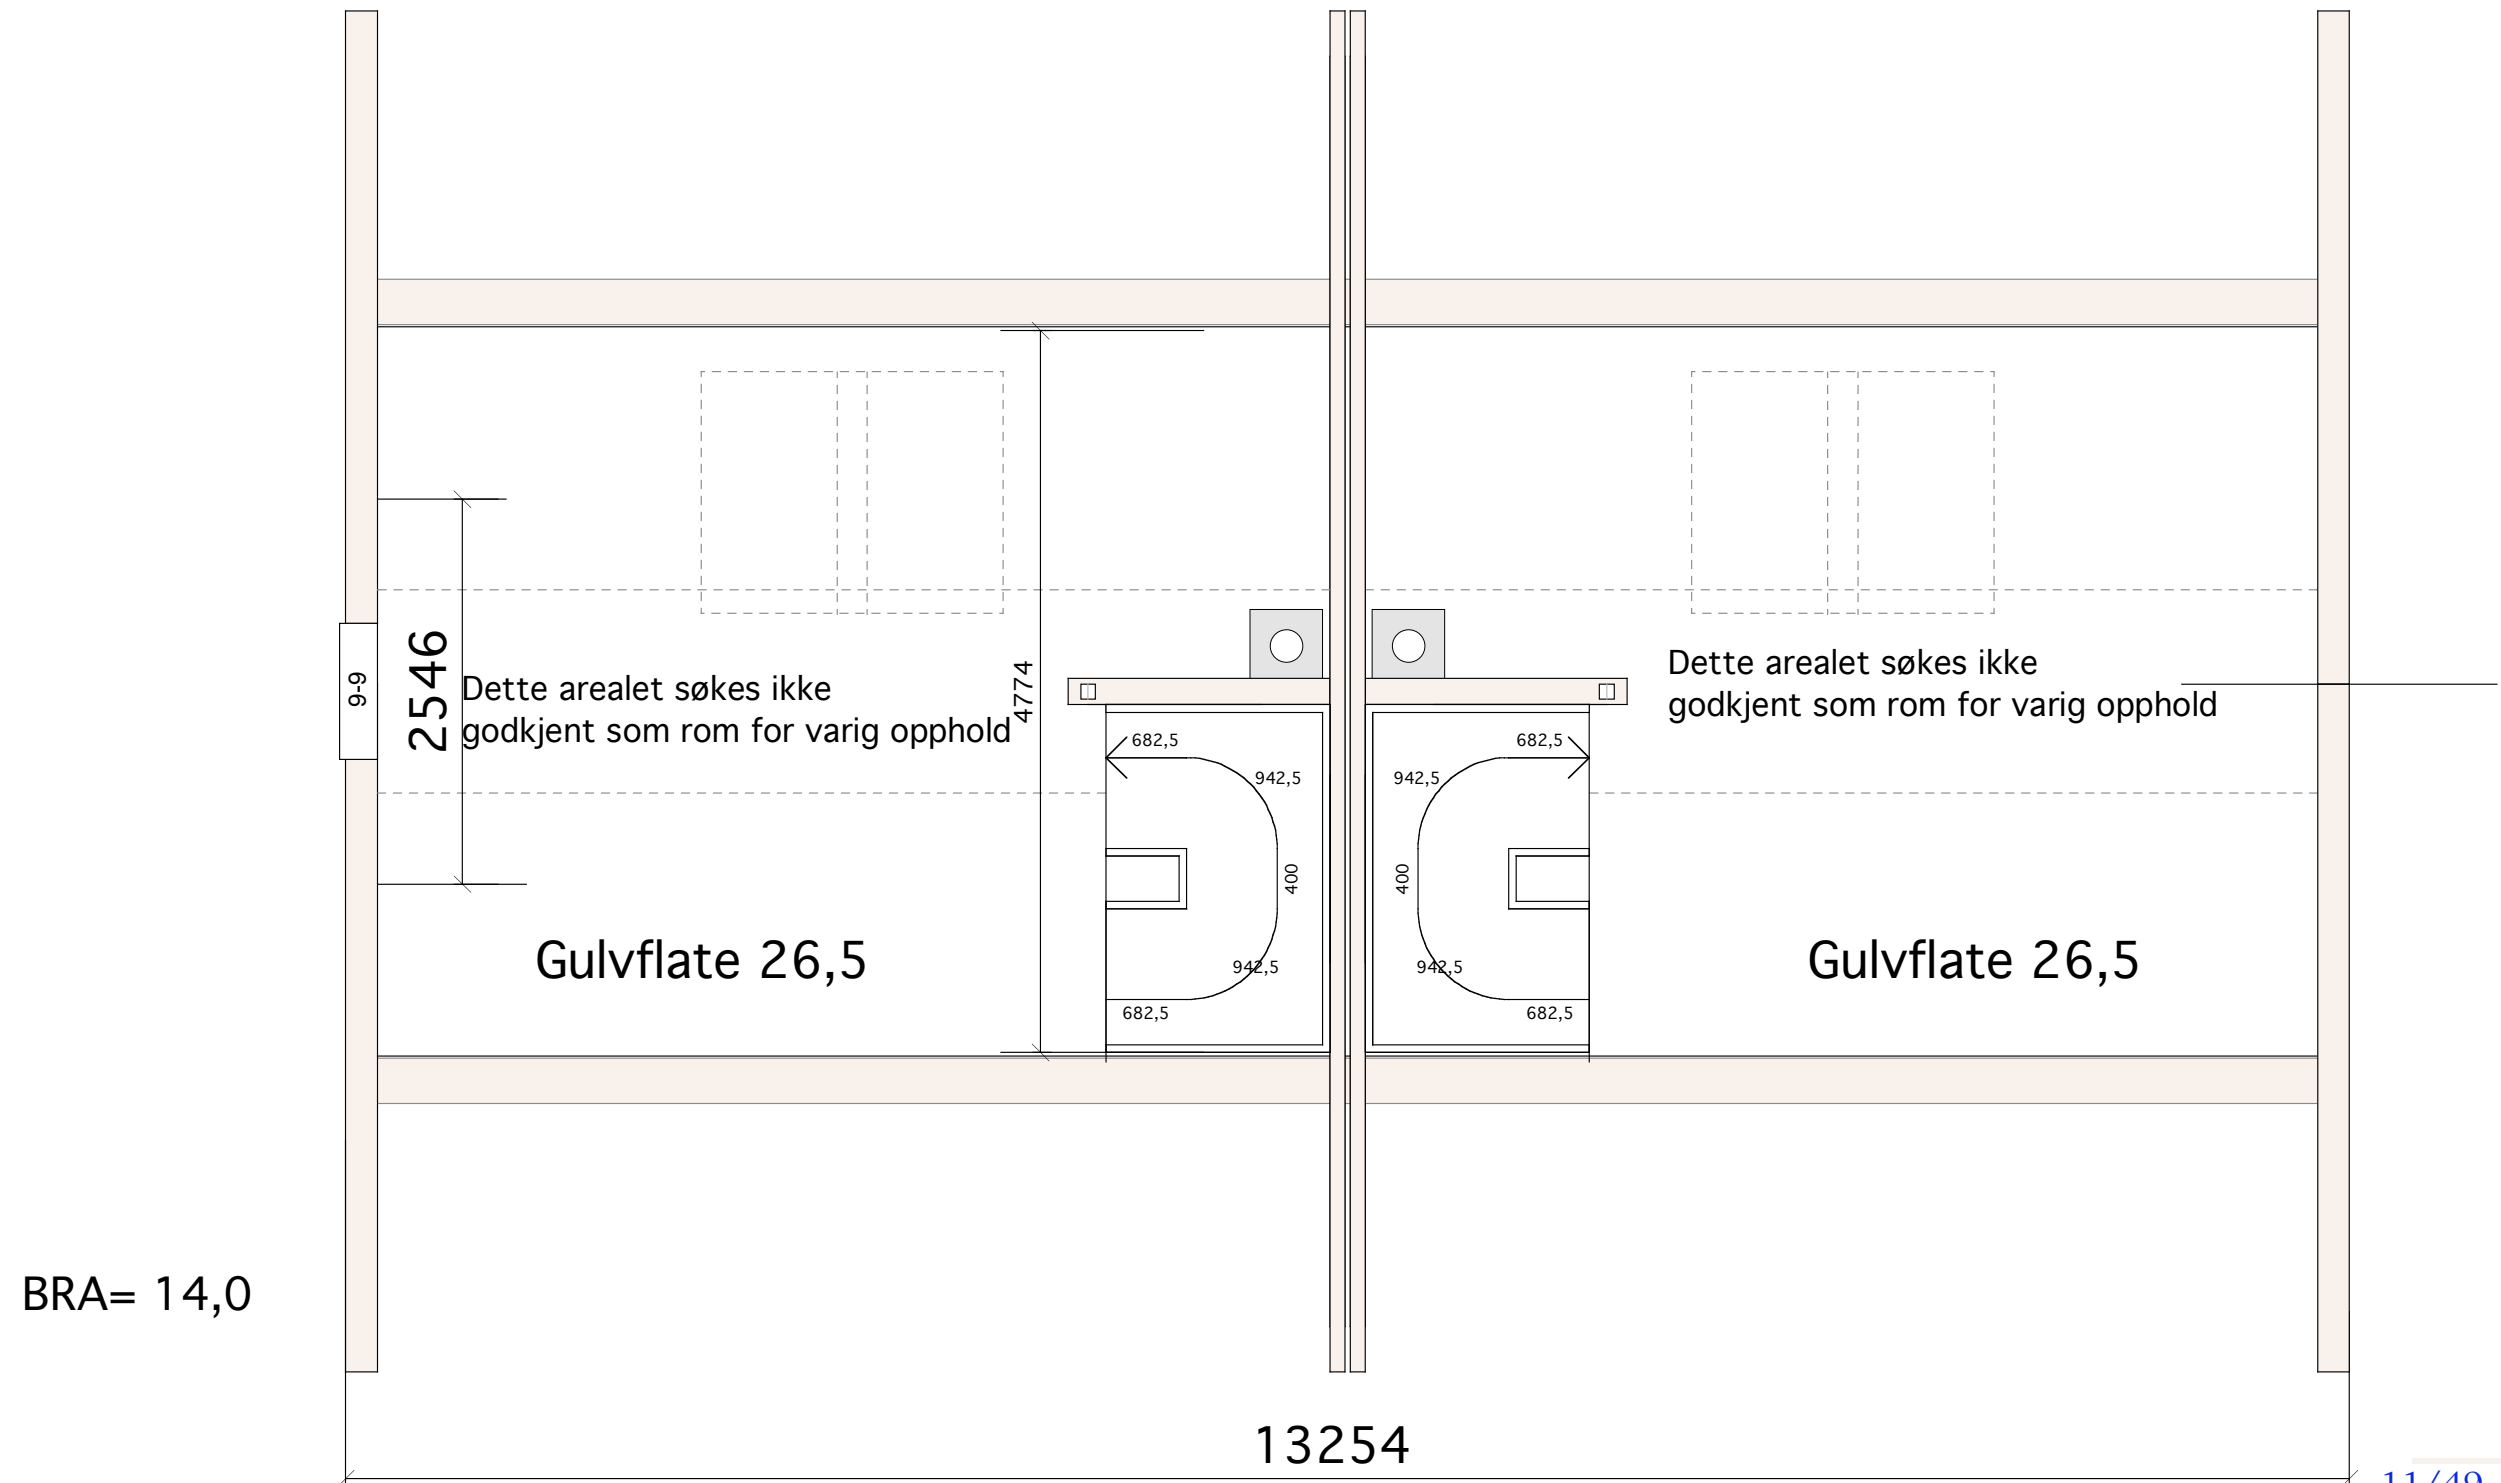 Dette arealet søkes ikke
godkjent som rom for varig opphold
9-9
2546
Dette arealet søkes ikke
godkjent som rom for varig opphold
4774
682,5
682,5
942,5
942,5
400
400
Gulvflate 26,5
942,5
942,5
Gulvflate 26,5
682,5
682,5
BRA= 14,0
13254
11/49